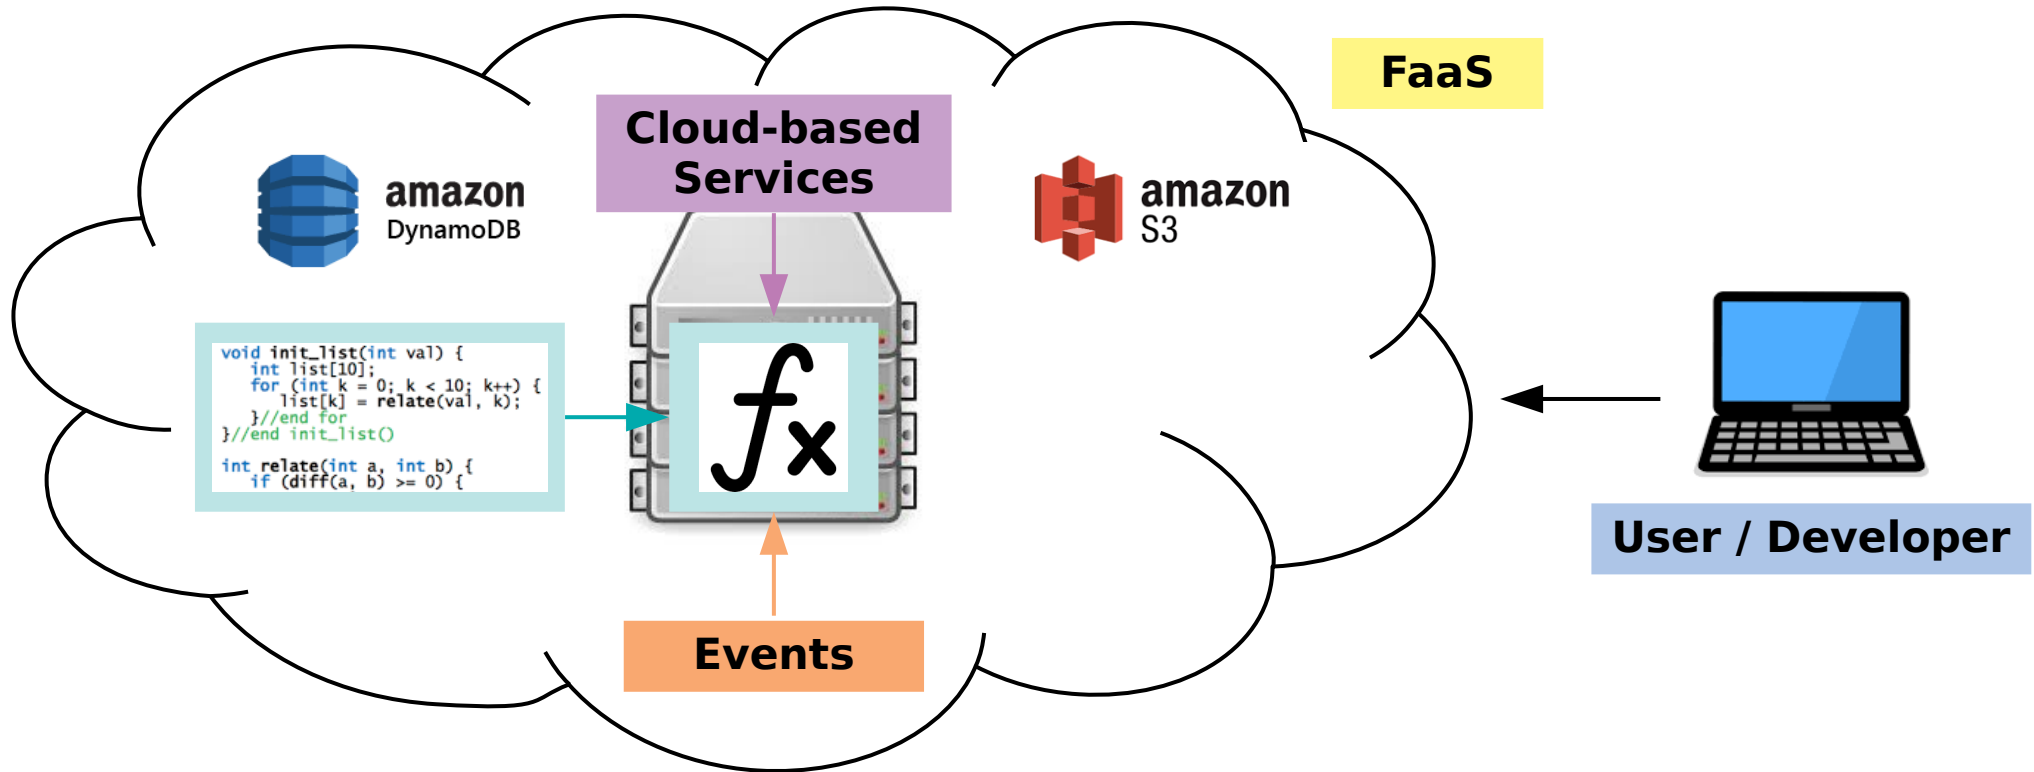 FaaS
Cloud-based
Services
amazon
DynamoDB
amazon
S3
void init_list(int val) {
int list[10];
for (int k = 0; k < 10; k++) {
list[k] = relate(val, k);
}//end for
}//end init_list()
int relate(int a, int b) {
if (diff(a, b) >= 0) {
fx
User / Developer
Events